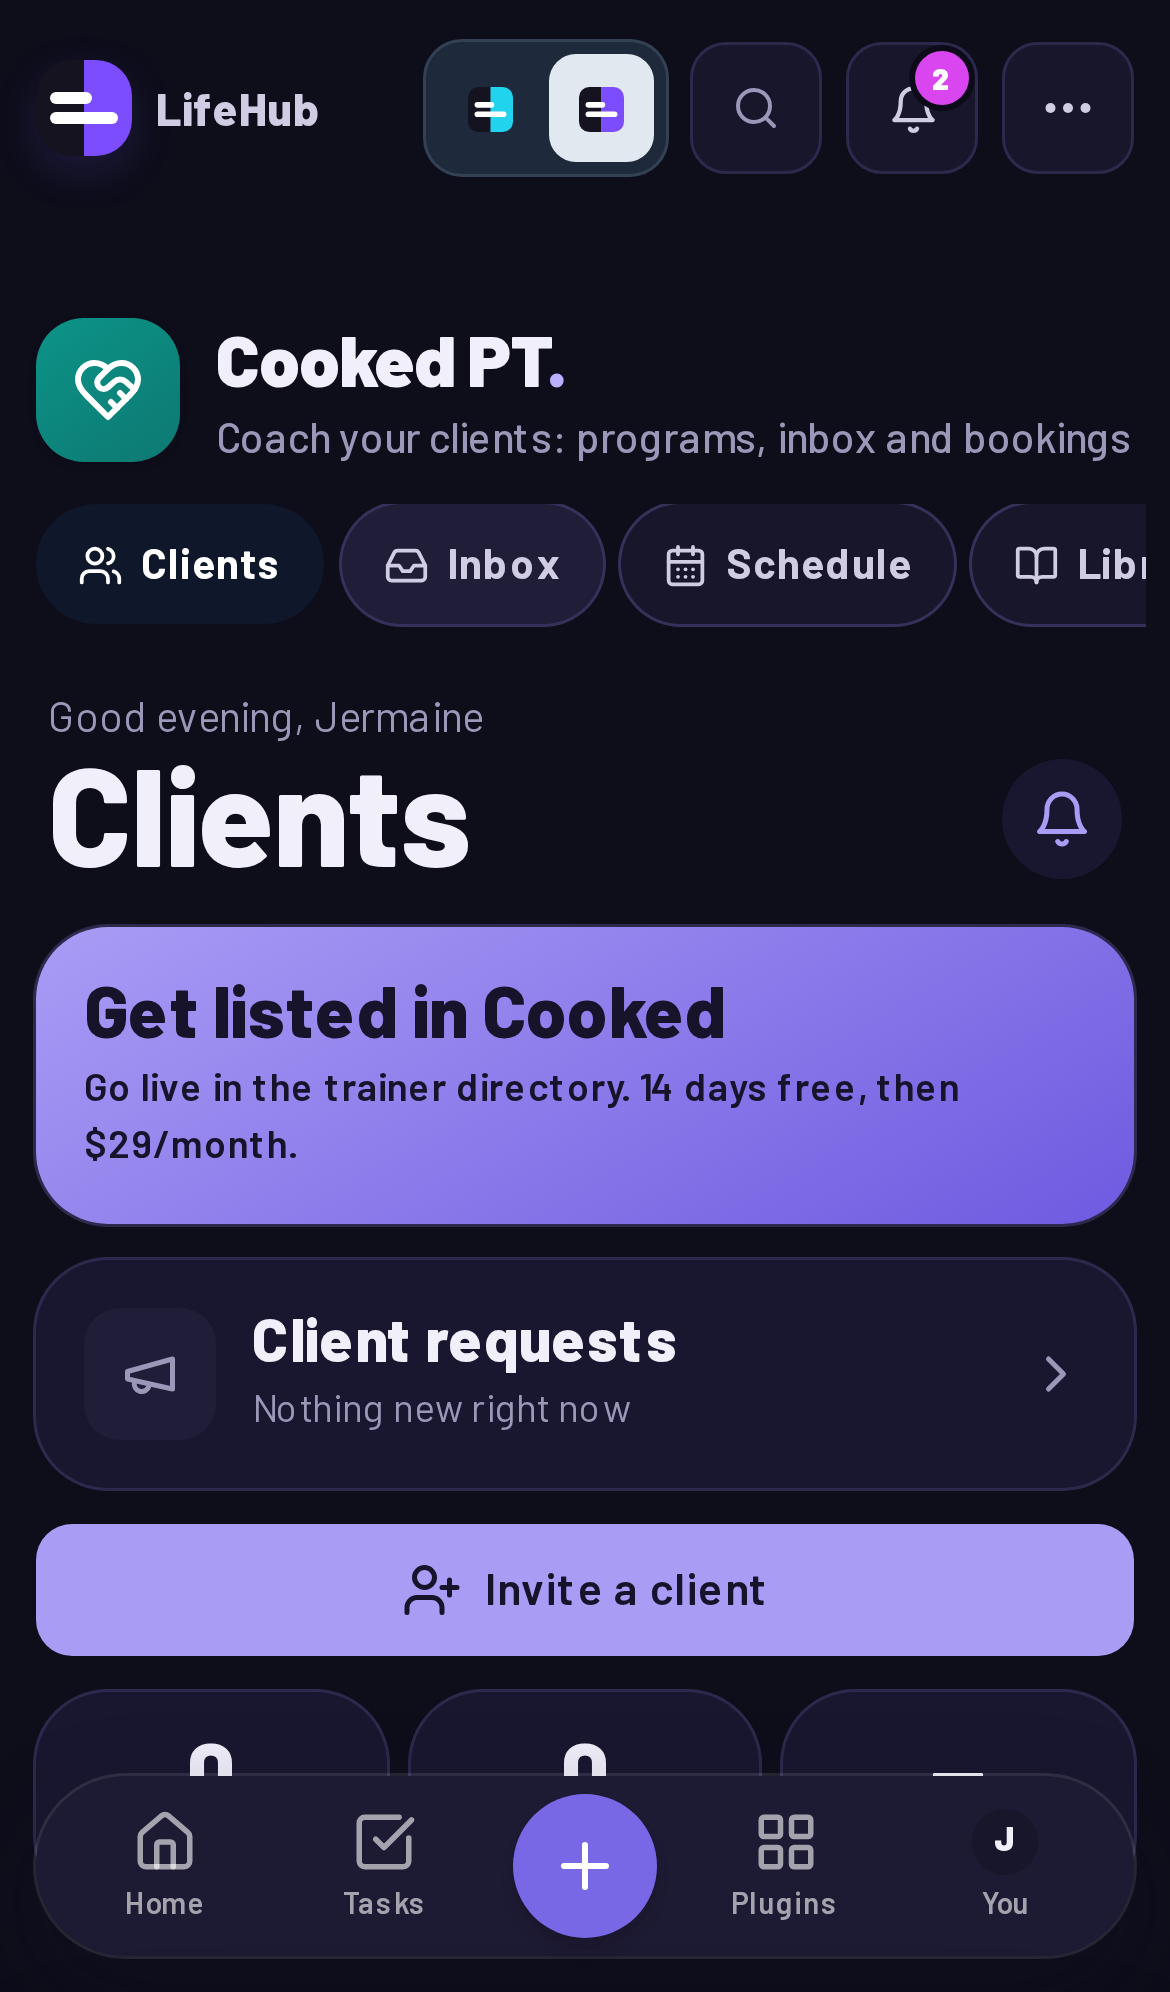 LifeHub
2
Cooked PT.
Coach your clients: programs, inbox and bookings
Clients
Inbox
Schedule
Good evening, Jermaine
Clients
Get listed in Cooked
Go live in the trainer directory. 14 days free, then
$29/month.
Client requests
Nothing new right now
Invite a client
Home
Tasks
Plugins
J
You